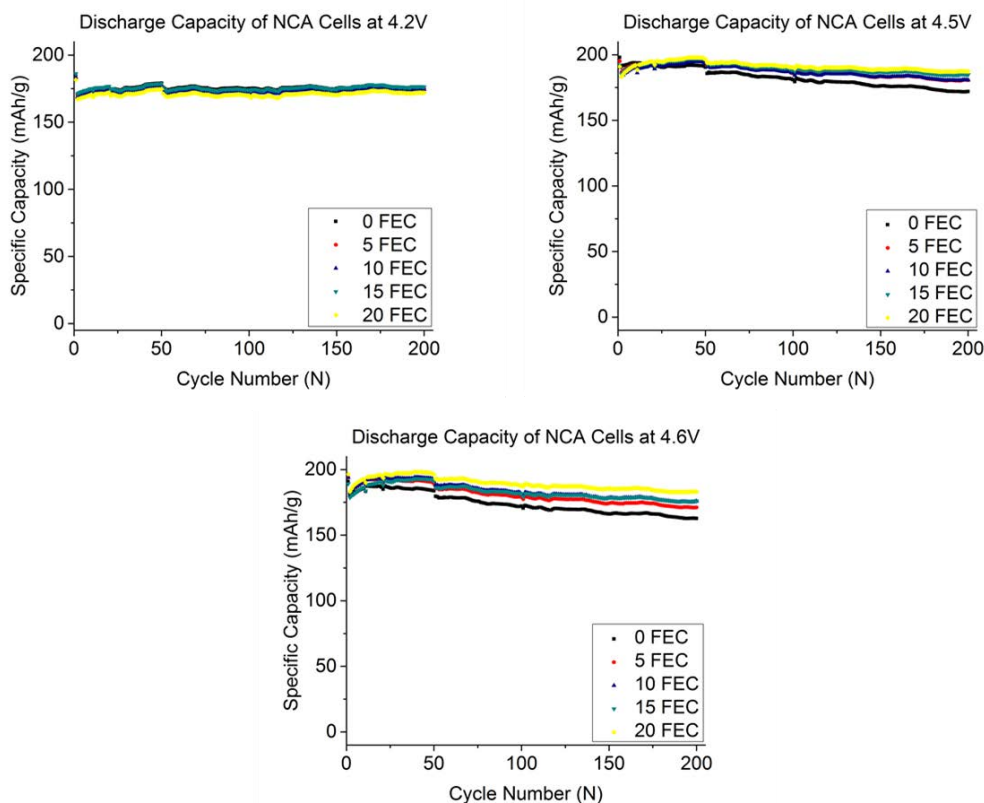 Discharge Capacity of NCA Cells at 4.2V
Specific Capacity (mAh/g)
200
150
100
50
0
0 FEC
5 FEC
10 FEC
15 FEC
20 FEC
0 50 100 150 200
Cycle Number (N)
Discharge Capacity of NCA Cells at 4.5V
Specific Capacity (mAh/g)
200
150
100
50
0
0 FEC
5 FEC
10 FEC
15 FEC
20 FEC
0 50 100 150 200
Cycle Number (N)
Discharge Capacity of NCA Cells at 4.6V
Specific Capacity (mAh/g)
200
150
100
50
0
0 FEC
5 FEC
10 FEC
15 FEC
20 FEC
0 50 100 150 200
Cycle Number (N)